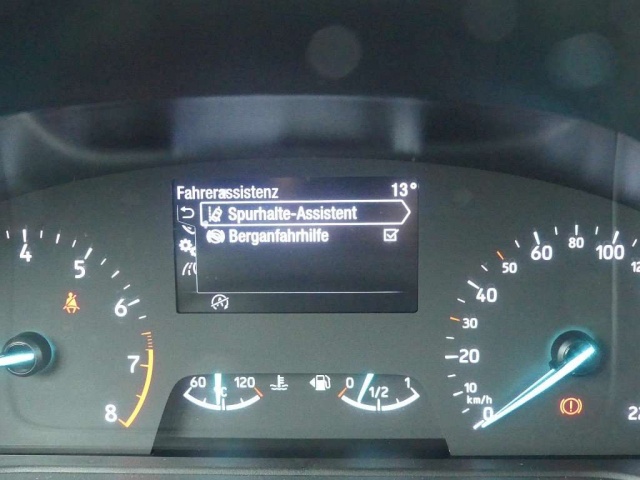 Fahrerassistenz 13°
Spurhalte-Assistent
Berganfahrhilfe
4
5
6
7
8
60 °C 120
0 1/2 1
0
10
20
30
40
50
60
80
100
km/h